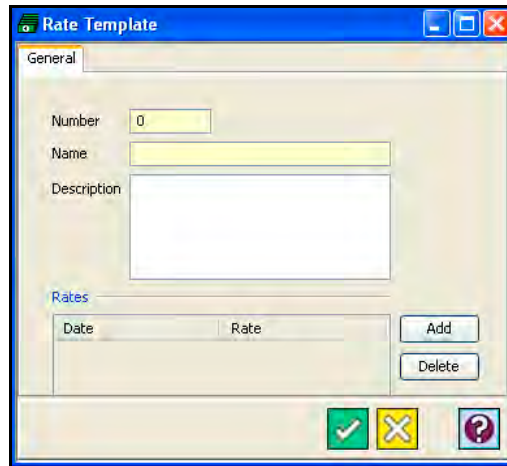 Rate Template
General
Number 0
Name
Description
Rates
Date Rate Add
Delete